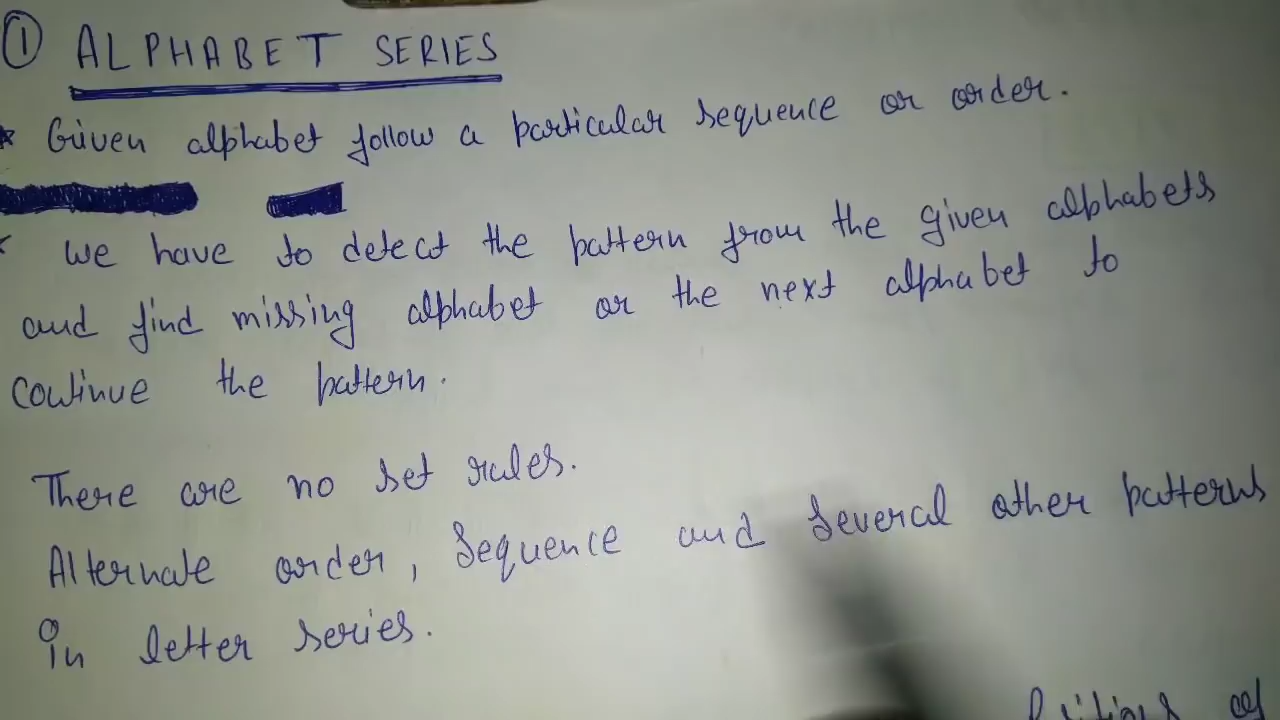 ① ALPHABET SERIES
* Given alphabet follow a particular sequence or order.
* We have to detect the pattern from the given alphabets
and find missing alphabet or the next alphabet to
continue the pattern.
There are no set rules.
Alternate order, Sequence and several other patterns
in letter series.
of